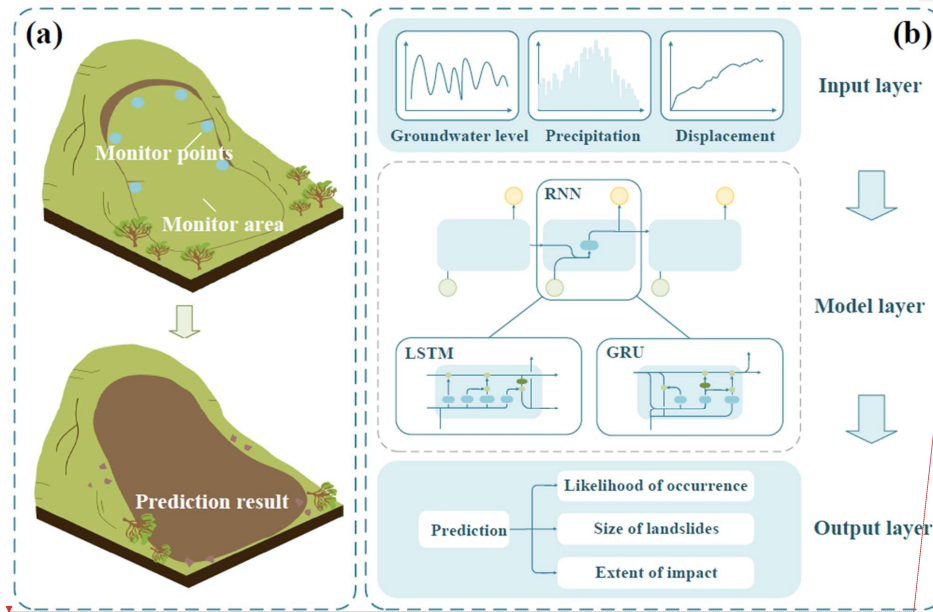 (a)
Monitor points
Monitor area
Prediction result
(b)
Groundwater level
Precipitation
Displacement
Input layer
RNN
LSTM
GRU
Model layer
Prediction
Likelihood of occurrence
Size of landslides
Extent of impact
Output layer